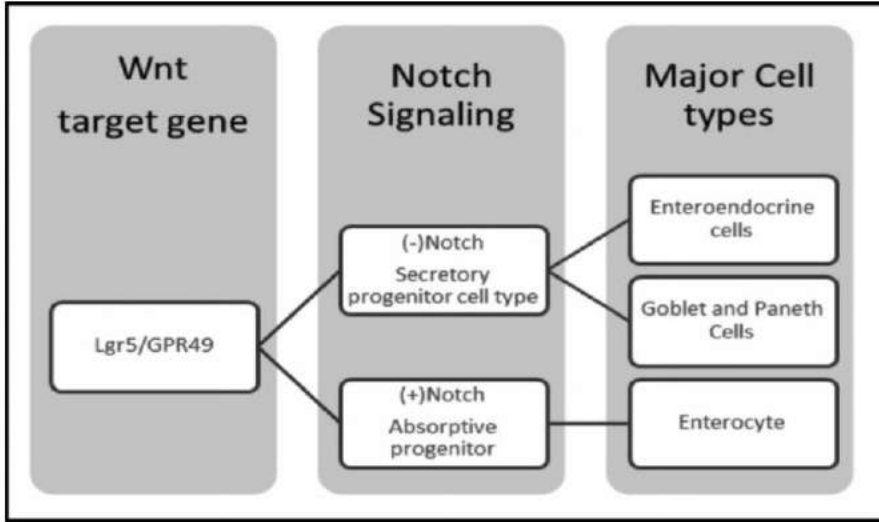 Wnt
target gene
Lgr5/GPR49
Notch
Signaling
(-)Notch
Secretory
progenitor cell type
(+)Notch
Absorptive
progenitor
Major Cell
types
Enteroendocrine
cells
Goblet and Paneth
Cells
Enterocyte